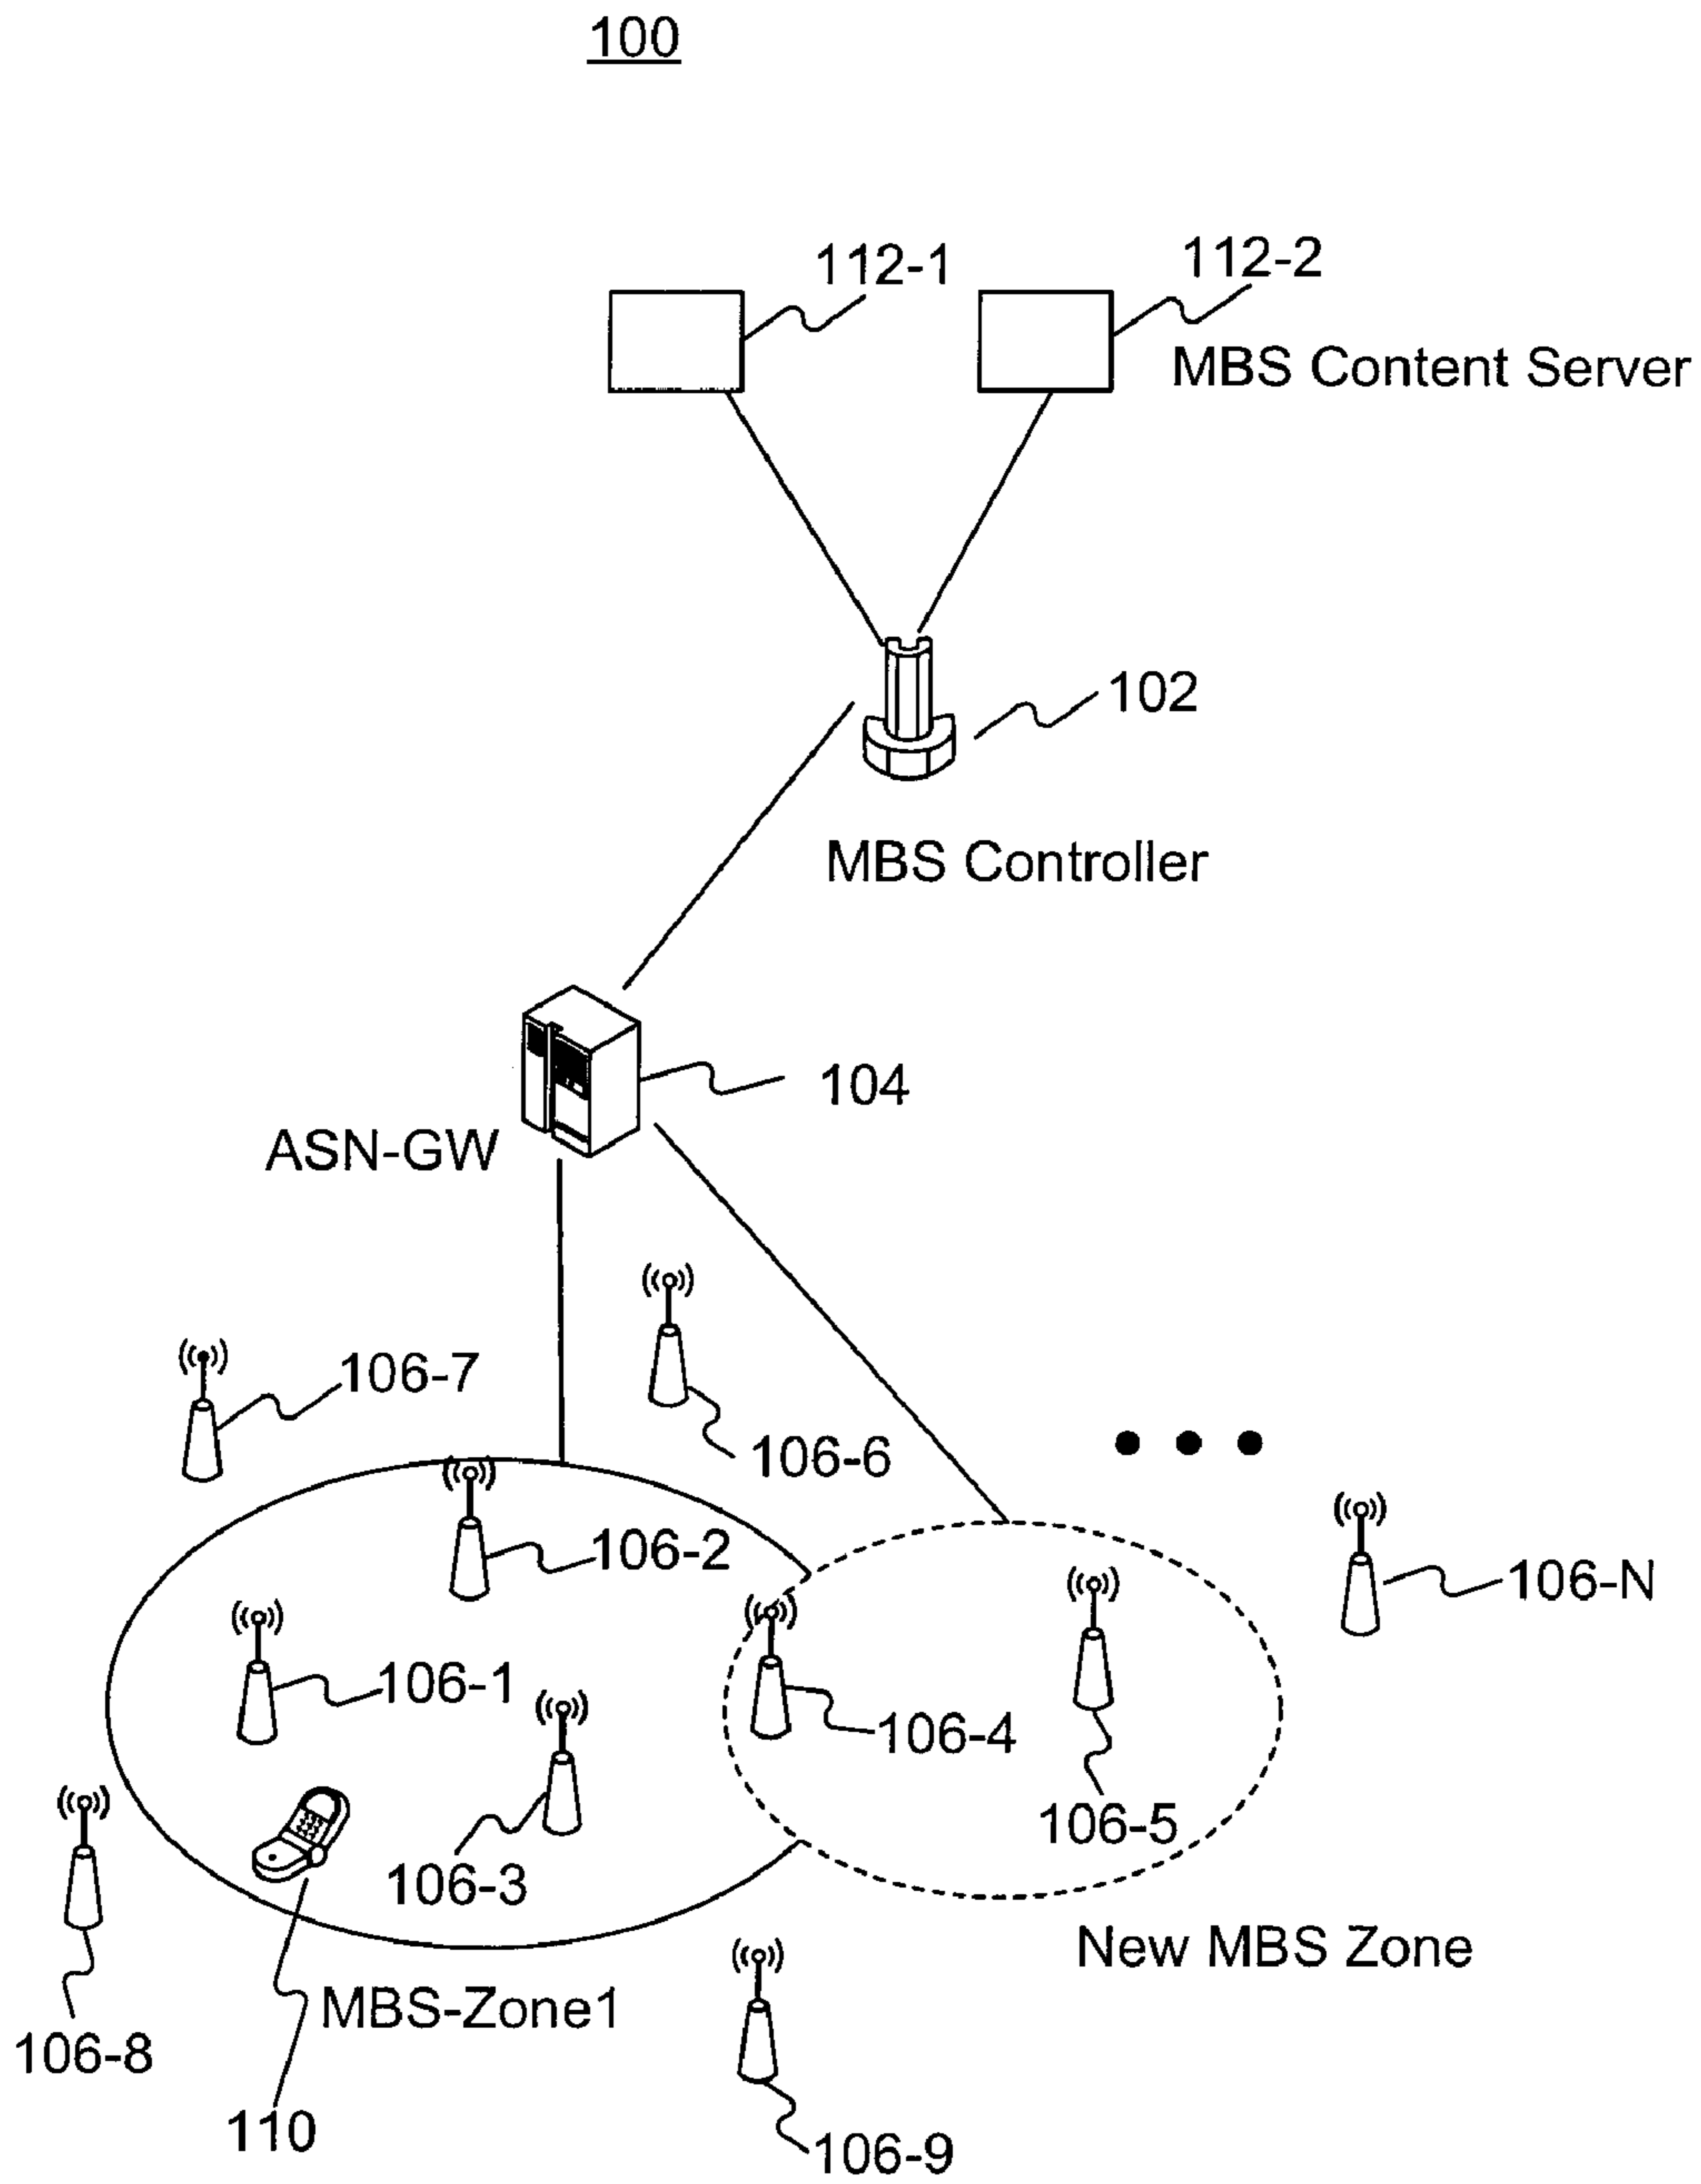 100
112-1
112-2
MBS Content Server
102
MBS Controller
104
ASN-GW
106-7
106-6
106-2
106-N
106-1
106-4
106-5
106-3
New MBS Zone
MBS-Zone1
106-8
110
106-9